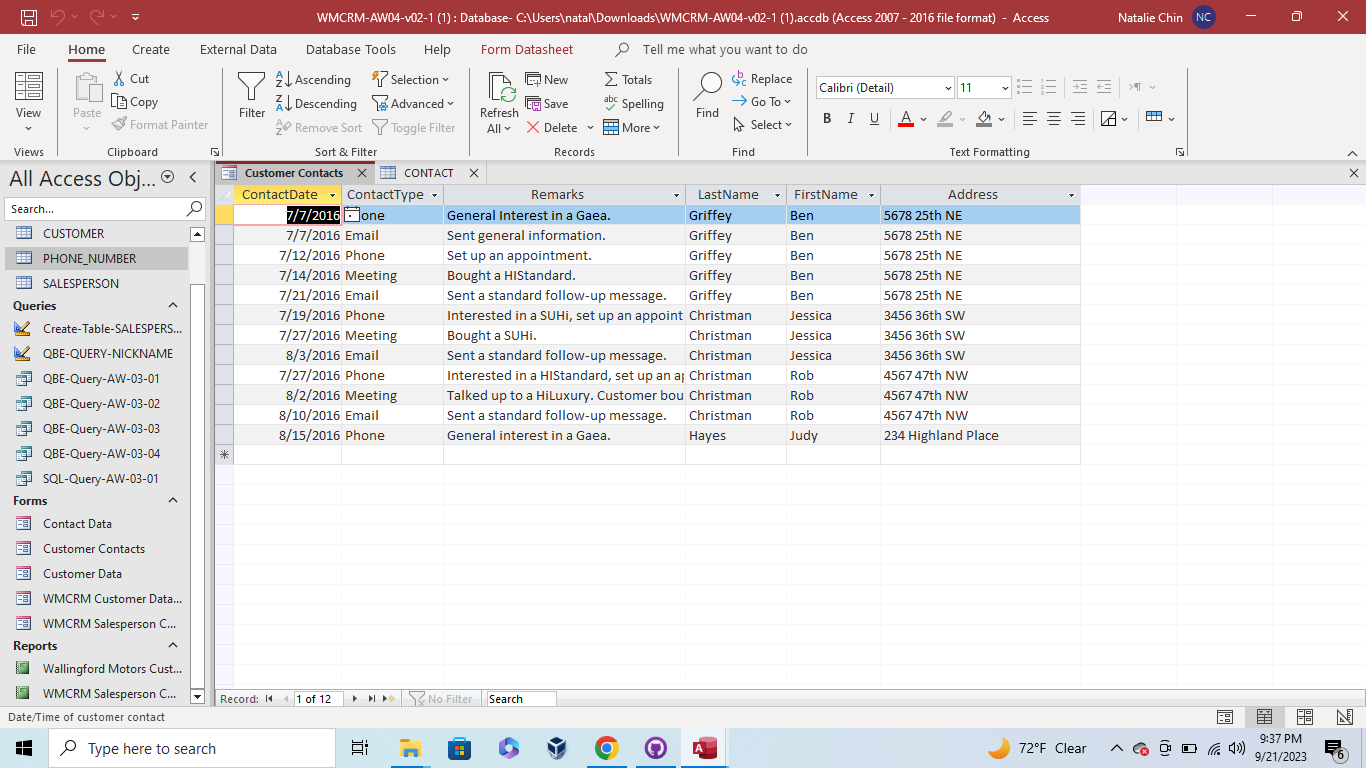 WMCRM-AW04-v02-1 (1) : Database- C:\Users\natal\Downloads\WMCRM-AW04-v02-1 (1).accdb (Access 2007 - 2016 file format) - Access
Natalie Chin NC
File Home Create External Data Database Tools Help Form Datasheet Tell me what you want to do
View
Views
Paste
Cut
Copy
Format Painter
Clipboard
Filter
Ascending
Descending
Remove Sort
Selection
Advanced
Toggle Filter
Sort & Filter
Refresh
All
New
Save
Delete
Totals
Spelling
More
Records
Find
Replace
Go To
Select
Find
Calibri (Detail) 11
B I U A
Text Formatting
All Access Obj...
Search...
CUSTOMER
PHONE_NUMBER
SALESPERSON
Queries
Create-Table-SALESPERS...
QBE-QUERY-NICKNAME
QBE-Query-AW-03-01
QBE-Query-AW-03-02
QBE-Query-AW-03-03
QBE-Query-AW-03-04
SQL-Query-AW-03-01
Forms
Contact Data
Customer Contacts
Customer Data
WMCRM Customer Data...
WMCRM Salesperson C...
Reports
Wallingford Motors Cust...
WMCRM Salesperson C...
Customer Contacts CONTACT
ContactDate ContactType Remarks LastName FirstName Address
7/7/2016 one General Interest in a Gaea. Griffey Ben 5678 25th NE
7/7/2016 Email Sent general information. Griffey Ben 5678 25th NE
7/12/2016 Phone Set up an appointment. Griffey Ben 5678 25th NE
7/14/2016 Meeting Bought a HIStandard. Griffey Ben 5678 25th NE
7/21/2016 Email Sent a standard follow-up message. Griffey Ben 5678 25th NE
7/19/2016 Phone Interested in a SUHi, set up an appoint Christman Jessica 3456 36th SW
7/27/2016 Meeting Bought a SUHi. Christman Jessica 3456 36th SW
8/3/2016 Email Sent a standard follow-up message. Christman Jessica 3456 36th SW
7/27/2016 Phone Interested in a HIStandard, set up an ap Christman Rob 4567 47th NW
8/2/2016 Meeting Talked up to a HiLuxury. Customer bou Christman Rob 4567 47th NW
8/10/2016 Email Sent a standard follow-up message. Christman Rob 4567 47th NW
8/15/2016 Phone General interest in a Gaea. Hayes Judy 234 Highland Place
Record: 1 of 12 No Filter Search
Date/Time of customer contact
Type here to search
72°F Clear
9:37 PM
9/21/2023
6